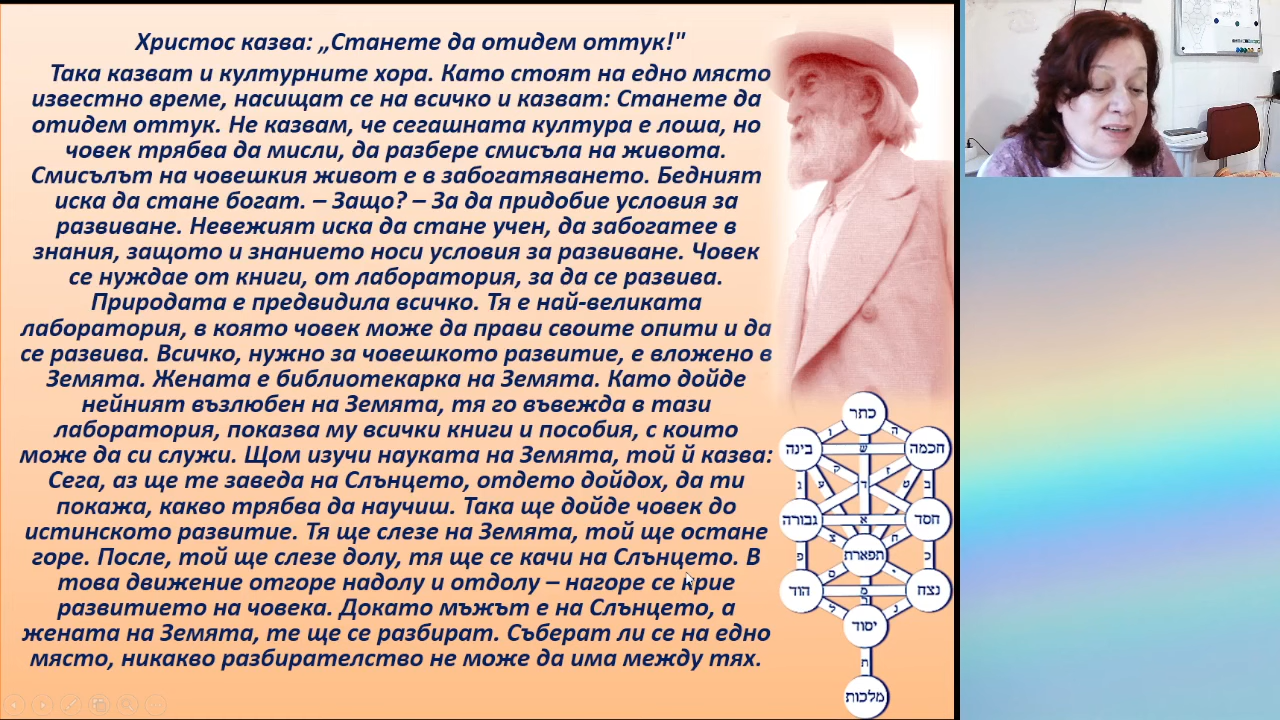 Христос казва: „Станете да отидем оттук!"
Така казват и културните хора. Като стоят на едно място
известно време, насищат се на всичко и казват: Станете да
отидем оттук. Не казвам, че сегашната култура е лоша, но
човек трябва да мисли, да разбере смисъла на живота.
Смисълът на човешкия живот е в забогатяването. Бедният
иска да стане богат. – Защо? – За да придобие условия за
развиване. Невежият иска да стане учен, да забогатее в
знания, защото и знанието носи условия за развиване. Човек
се нуждае от книги, от лаборатория, за да се развива.
Природата е предвидила всичко. Тя е най-великата
лаборатория, в която човек може да прави своите опити и да
се развива. Всичко, нужно за човешкото развитие, е вложено в
Земята. Жената е библиотекарка на Земята. Като дойде
нейният възлюбен на Земята, тя го въвежда в тази
лаборатория, показва му всички книги и пособия, с които
може да си служи. Щом изучи науката на Земята, той й казва:
Сега, аз ще те заведа на Слънцето, отдето дойдох, да ти
покажа, какво трябва да научиш. Така ще дойде човек до
истинското развитие. Тя ще слезе на Земята, той ще остане
горе. После, той ще слезе долу, тя ще се качи на Слънцето. В
това движение отгоре надолу и отдолу – нагоре се крие
развитието на човека. Докато мъжът е на Слънцето, а
жената на Земята, те ще се разбират. Съберат ли се на едно
място, никакво разбирателство не може да има между тях.
כתר
ו ה
בינה ש חכמה
ק ז
ג ע ד ט ב
גבורה א חסד
צ ח
פ תפארת כ
ס י
הוד מ נצח
ר
ל נ
יסוד
ת
מלכות